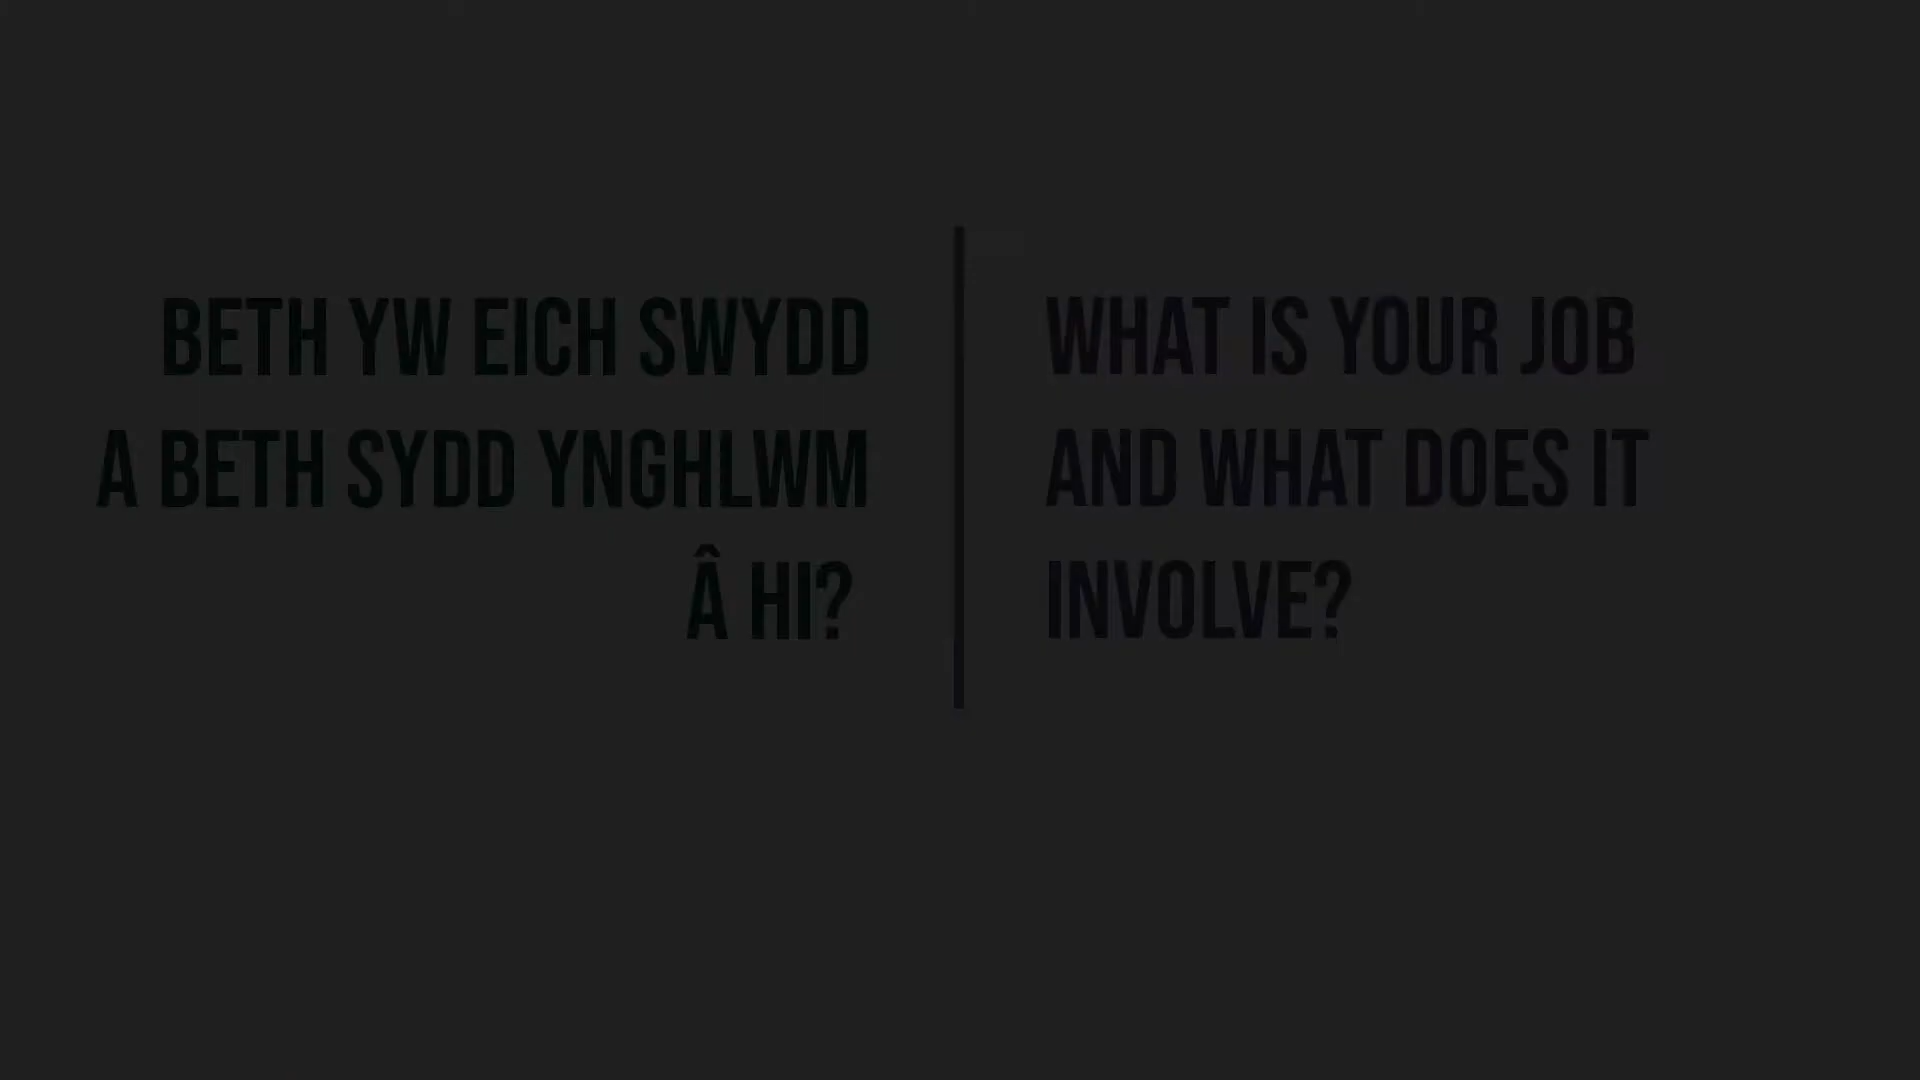 BETH YW EICH SWYDD
A BETH SYDD YNGHLWM
Â HI?
WHAT IS YOUR JOB
AND WHAT DOES IT
INVOLVE?